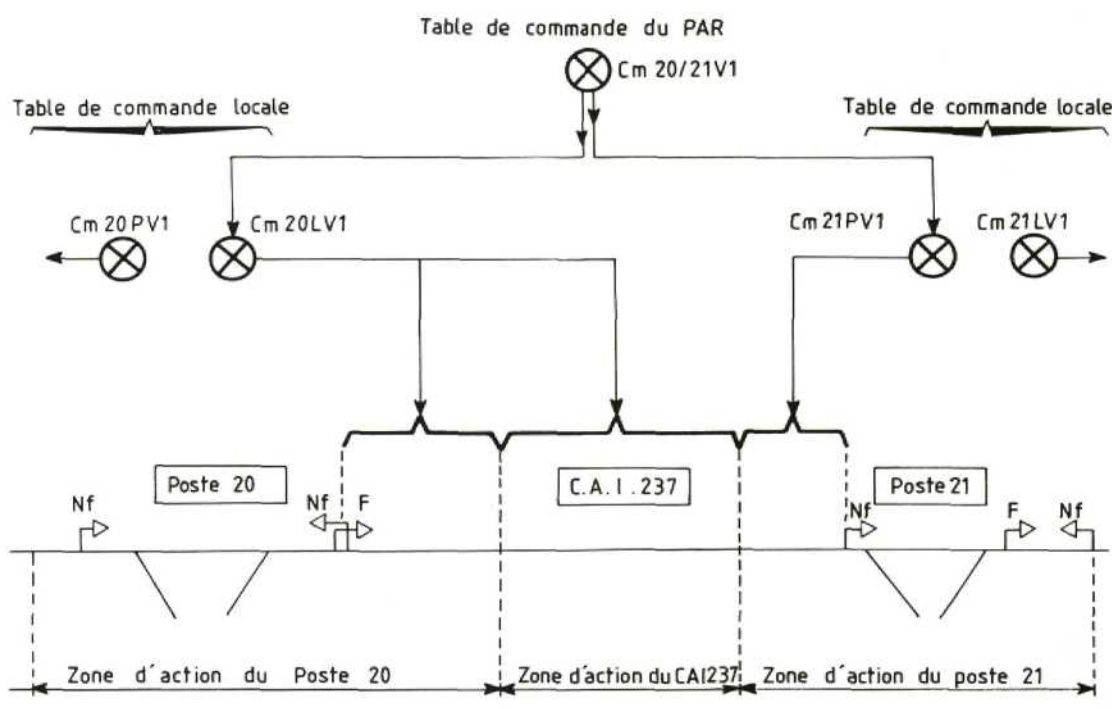 Table de commande du PAR
Cm 20/21V1
Table de commande locale
Table de commande locale
Cm 20PV1
Cm 20LV1
Cm 21PV1
Cm 21LV1
Poste 20
C.A.I.237
Poste 21
Nf
Nf
F
Nf
F
Nf
Zone d'action du Poste 20
Zone d'action du CAI237
Zone d'action du poste 21